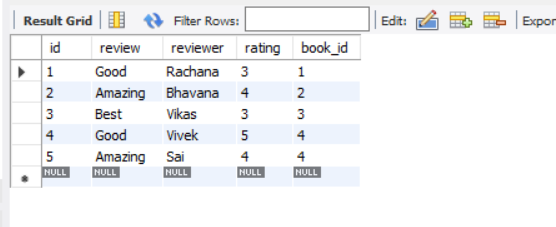 Result Grid Filter Rows: Edit: Expor
id review reviewer rating book_id
1 Good Rachana 3 1
2 Amazing Bhavana 4 2
3 Best Vikas 3 3
4 Good Vivek 5 4
5 Amazing Sai 4 4
NULL NULL NULL NULL NULL